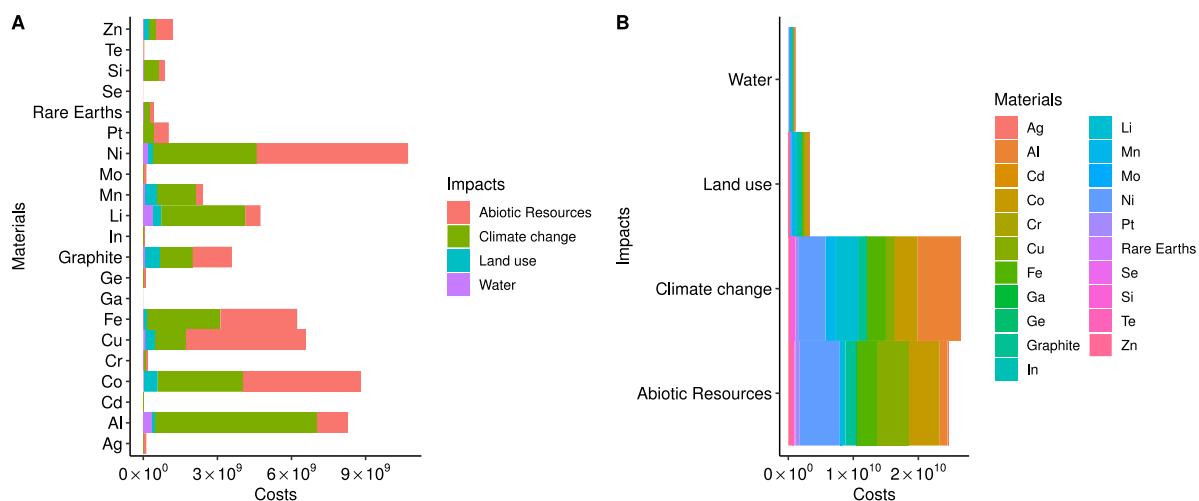 A
Materials
Zn
Te
Si
Se
Rare Earths
Pt
Ni
Mo
Mn
Li
In
Graphite
Ge
Ga
Fe
Cu
Cr
Co
Cd
Al
Ag
0×10⁰ 3×10⁹ 6×10⁹ 9×10⁹
Costs
Impacts
Abiotic Resources
Climate change
Land use
Water
B
Impacts
Water
Land use
Climate change
Abiotic Resources
0×10⁰ 1×10¹⁰ 2×10¹⁰
Costs
Materials
Ag
Al
Cd
Co
Cr
Cu
Fe
Ga
Ge
Graphite
In
Li
Mn
Mo
Ni
Pt
Rare Earths
Se
Si
Te
Zn